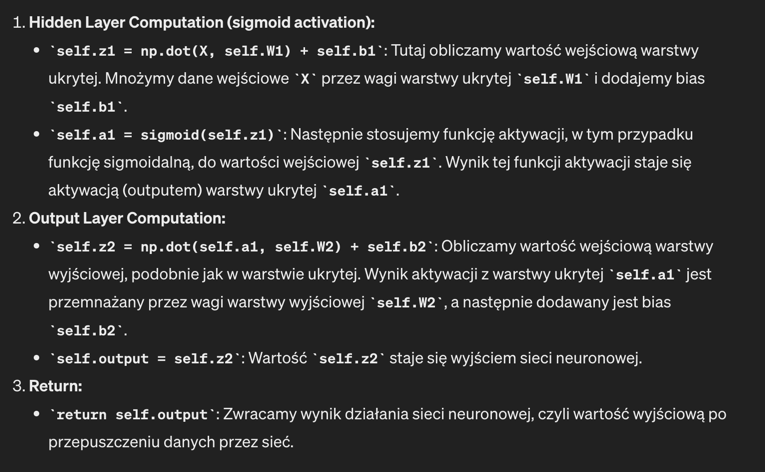 1. Hidden Layer Computation (sigmoid activation):
• `self.z1 = np.dot(X, self.W1) + self.b1`: Tutaj obliczamy wartość wejściową warstwy
ukrytej. Mnożymy dane wejściowe `X` przez wagi warstwy ukrytej `self.W1` i dodajemy bias
`self.b1`.
• `self.a1 = sigmoid(self.z1)`: Następnie stosujemy funkcję aktywacji, w tym przypadku
funkcję sigmoidalną, do wartości wejściowej `self.z1`. Wynik tej funkcji aktywacji staje się
aktywacją (outputem) warstwy ukrytej `self.a1`.
2. Output Layer Computation:
• `self.z2 = np.dot(self.a1, self.W2) + self.b2`: Obliczamy wartość wejściową warstwy
wyjściowej, podobnie jak w warstwie ukrytej. Wynik aktywacji z warstwy ukrytej `self.a1` jest
przemnażany przez wagi warstwy wyjściowej `self.W2`, a następnie dodawany jest bias
`self.b2`.
• `self.output = self.z2`: Wartość `self.z2` staje się wyjściem sieci neuronowej.
3. Return:
• `return self.output`: Zwracamy wynik działania sieci neuronowej, czyli wartość wyjściową po
przepuszczeniu danych przez sieć.